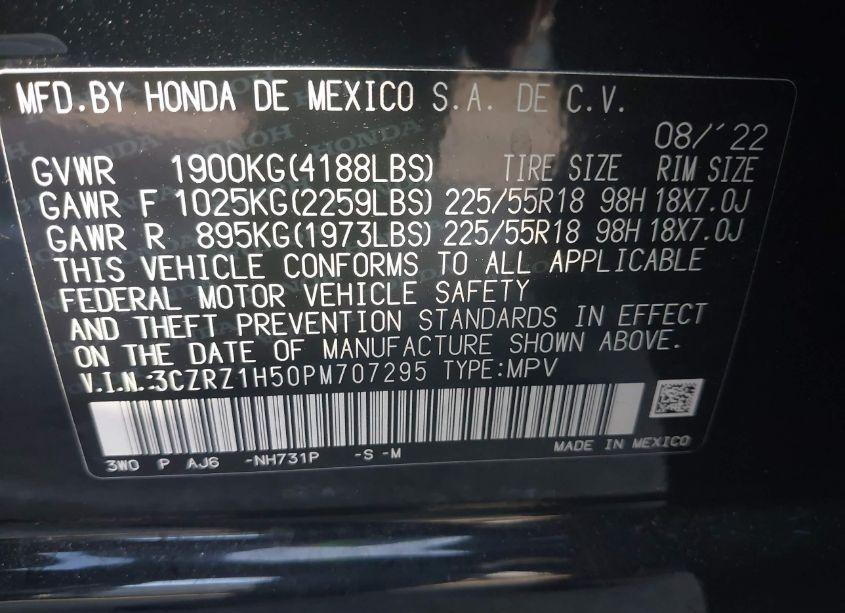 MFD.BY HONDA DE MEXICO S.A. DE C.V.
08/'22
GVWR 1900KG(4188LBS) TIRE SIZE RIM SIZE
GAWR F 1025KG(2259LBS) 225/55R18 98H 18X7.0J
GAWR R 895KG(1973LBS) 225/55R18 98H 18X7.0J
THIS VEHICLE CONFORMS TO ALL APPLICABLE
FEDERAL MOTOR VEHICLE SAFETY
AND THEFT PREVENTION STANDARDS IN EFFECT
ON THE DATE OF MANUFACTURE SHOWN ABOVE.
V.I.N.:3CZRZ1H50PM707295 TYPE:MPV
3W0 P AJ6 -NH731P -S -M MADE IN MEXICO